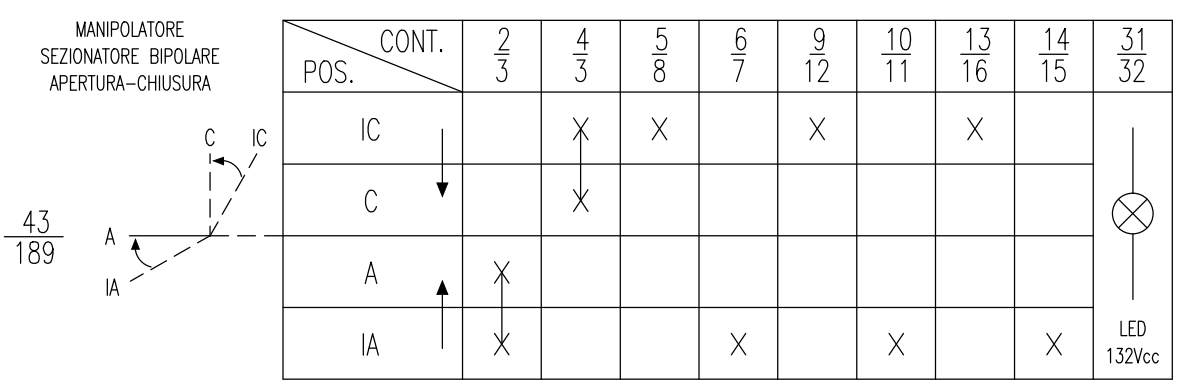 MANIPOLATORE
SEZIONATORE BIPOLARE
APERTURA-CHIUSURA
C IC
A
IA
43
189
CONT.
POS.
2 4 5 6 9 10 13 14 31
3 3 8 7 12 11 16 15 32
IC X X X X
C X
A X
IA X X X X
LED
132Vcc